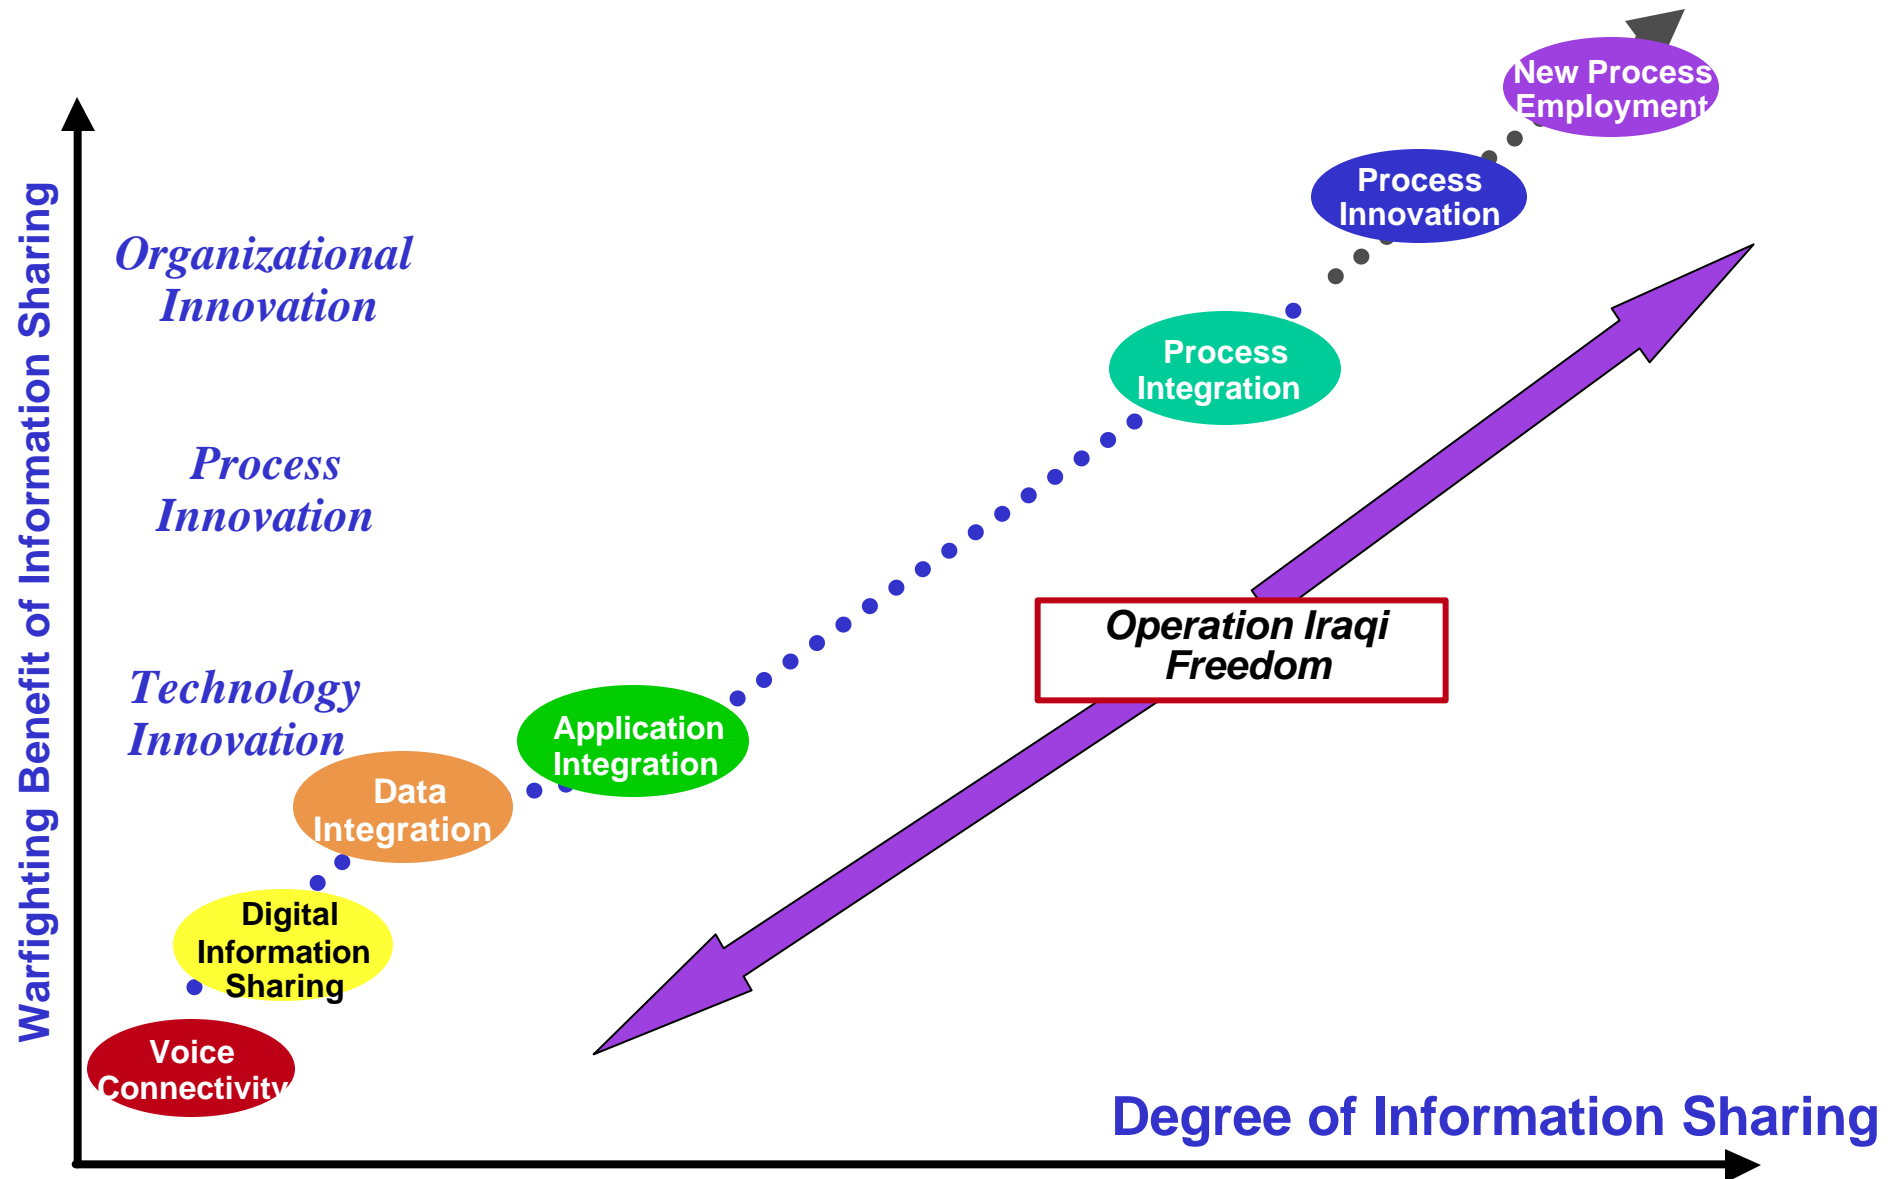 New Process
Employment
Process
Innovation
Organizational
Innovation
Process
Integration
Process
Innovation
Operation Iraqi
Freedom
Technology
Innovation
Application
Integration
Data
Integration
Digital
Information
Sharing
Voice
Connectivity
Warfighting Benefit of Information Sharing
Degree of Information Sharing